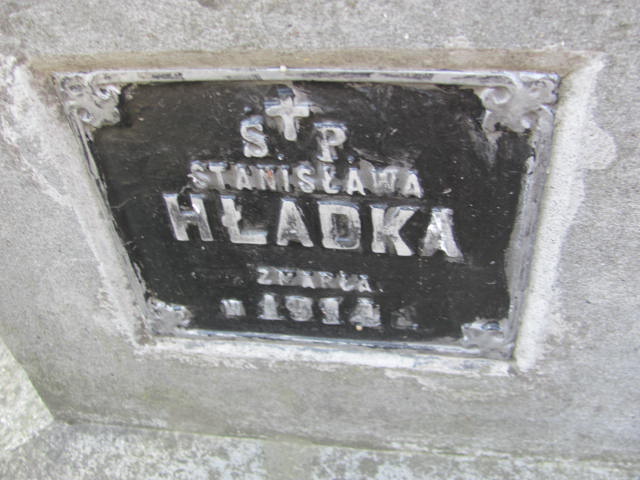 Ś. P.
STANISŁAWA
HŁADKA
ZMARŁA
W 1914 R.